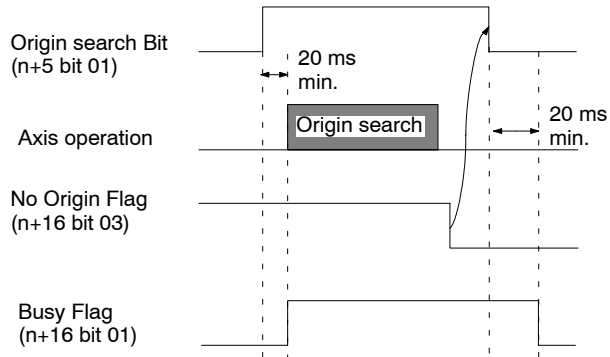 Origin search Bit
(n+5 bit 01)
20 ms
min.
Axis operation
Origin search
20 ms
min.
No Origin Flag
(n+16 bit 03)
Busy Flag
(n+16 bit 01)